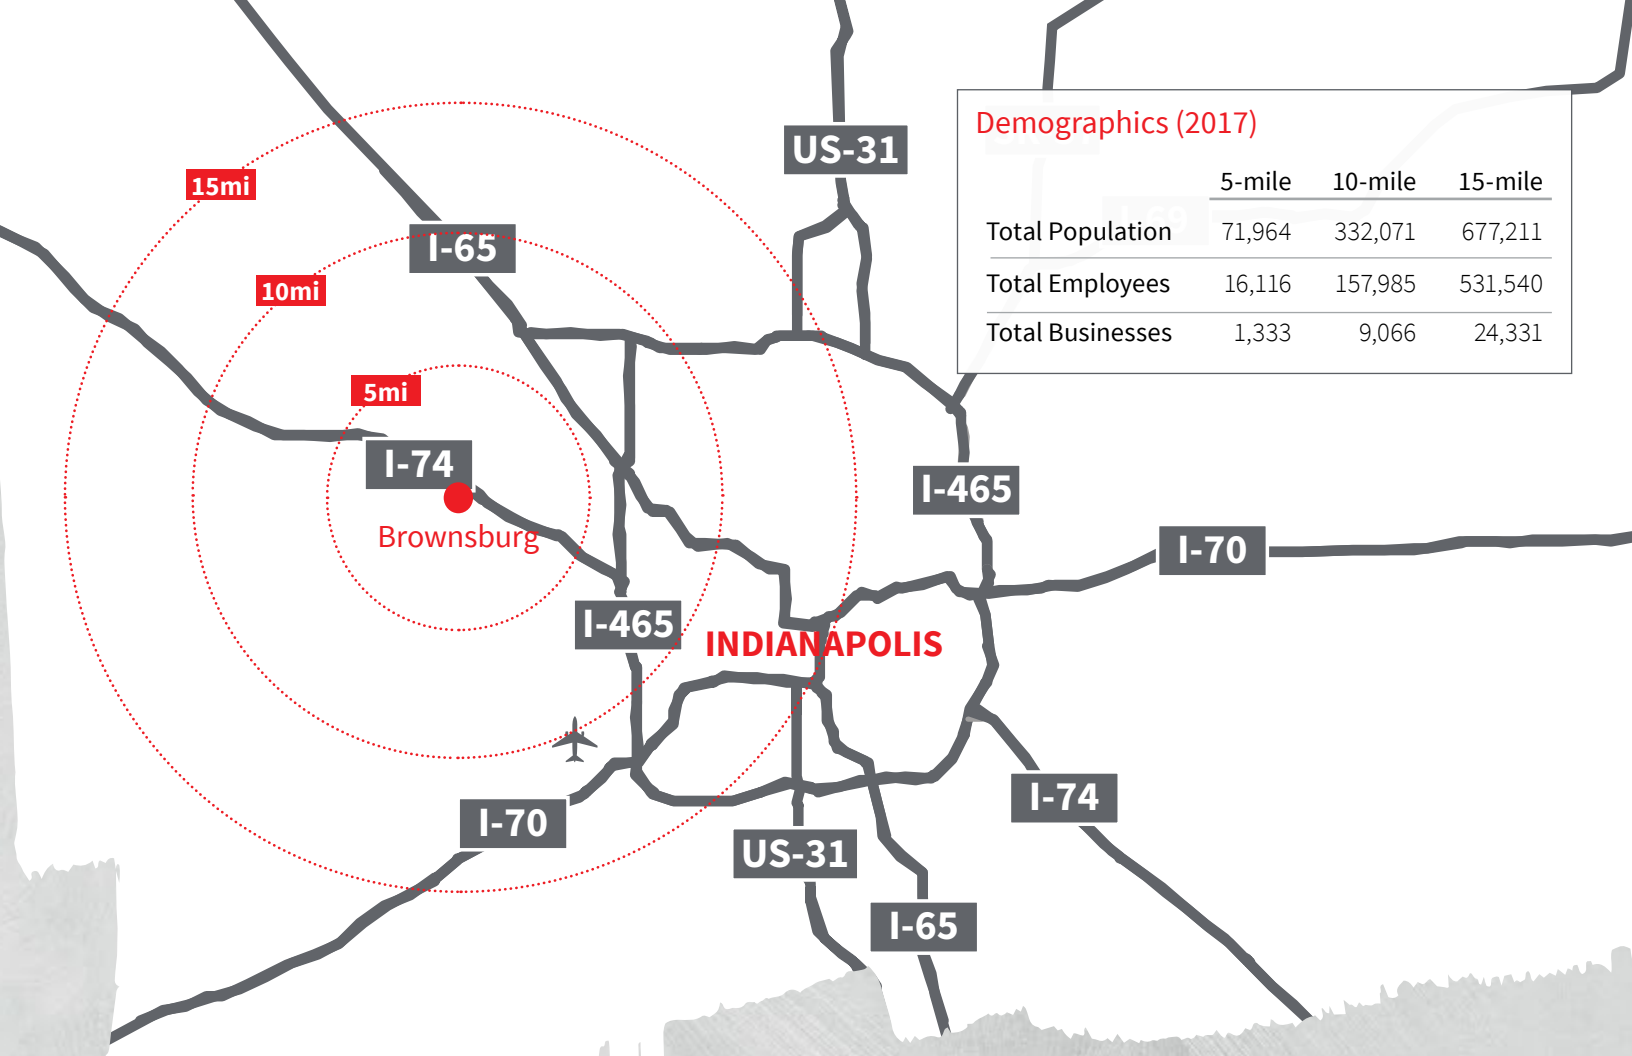 US-31
Demographics (2017)
5-mile 10-mile 15-mile
Total Population 71,964 332,071 677,211
Total Employees 16,116 157,985 531,540
Total Businesses 1,333 9,066 24,331
15mi
I-65
I-69
10mi
5mi
I-74
I-465
Brownsburg
I-70
I-465
INDIANAPOLIS
I-70
I-74
US-31
I-65